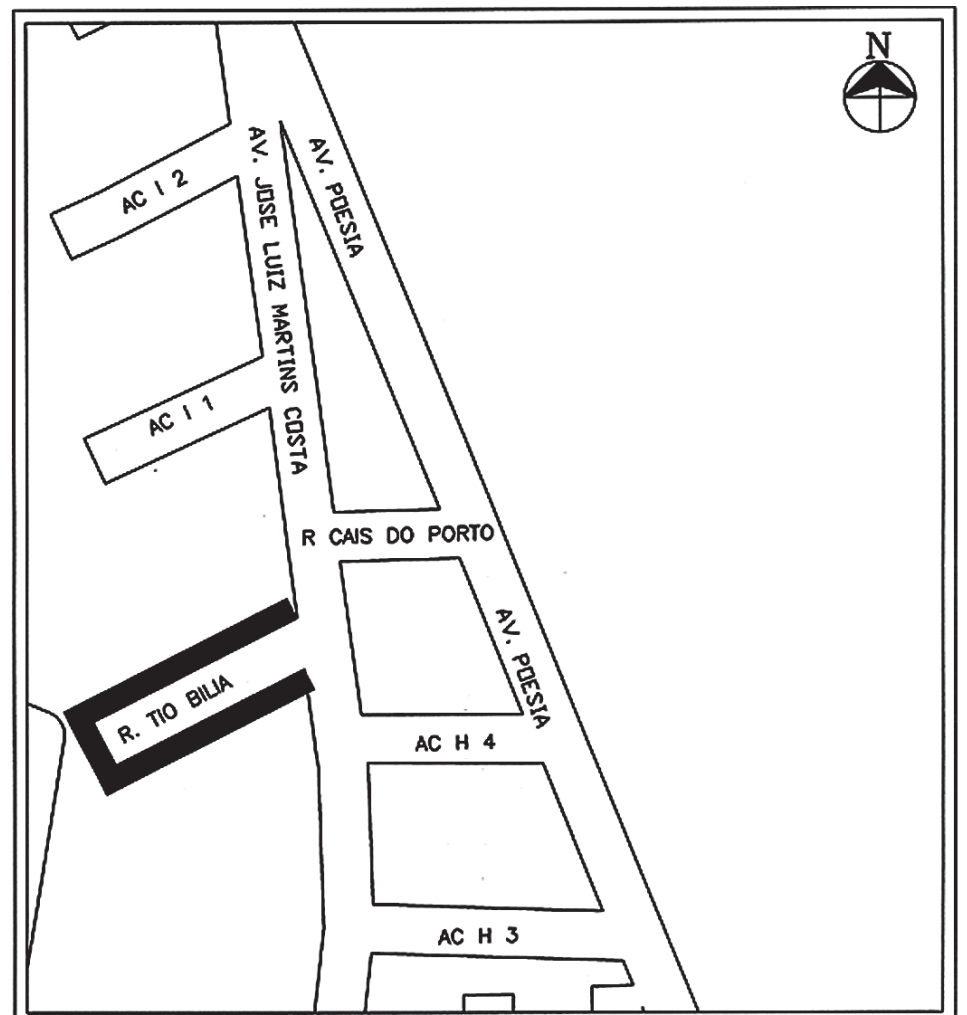 N
AC I 2
AV. JOSE LUIZ MARTINS COSTA
AV. POESIA
AC I 1
R CAIS DO PORTO
AV. POESIA
R. TIO BILIA
AC H 4
AC H 3